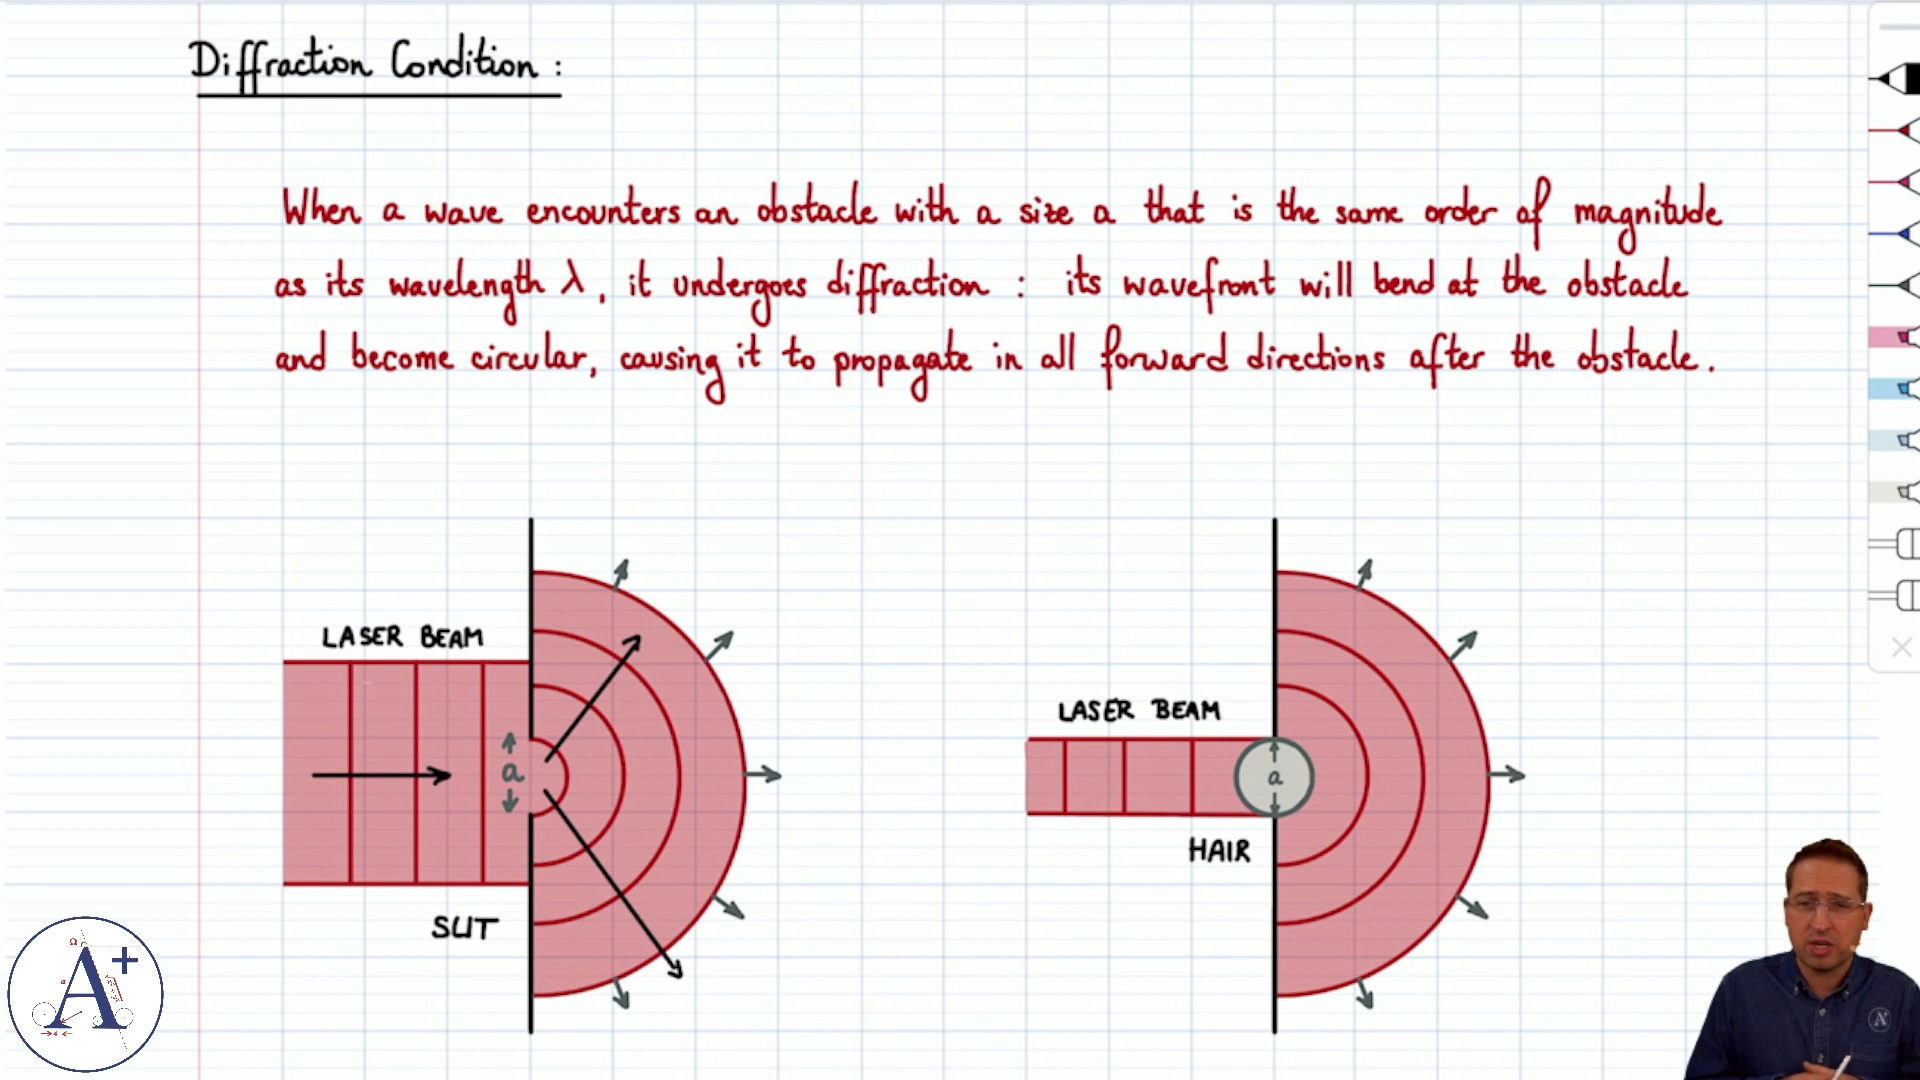 Diffraction Condition :
When a wave encounters an obstacle with a size a that is the same order of magnitude
as its wavelength λ, it undergoes diffraction : its wavefront will bend at the obstacle
and become circular, causing it to propagate in all forward directions after the obstacle.
LASER BEAM
a
SLIT
LASER BEAM
a
HAIR
A+
A+